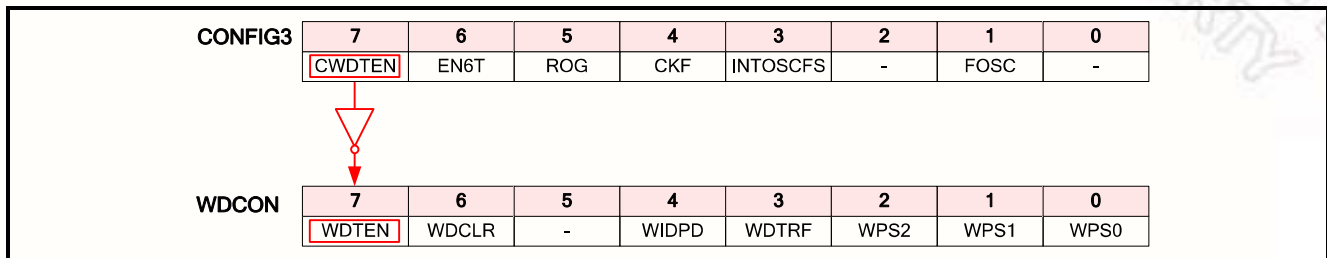 CONFIG3 7 6 5 4 3 2 1 0
CWDTEN EN6T ROG CKF INTOSCFS - FOSC -
WDCON 7 6 5 4 3 2 1 0
WDTEN WDCLR - WIDPD WDTRF WPS2 WPS1 WPS0